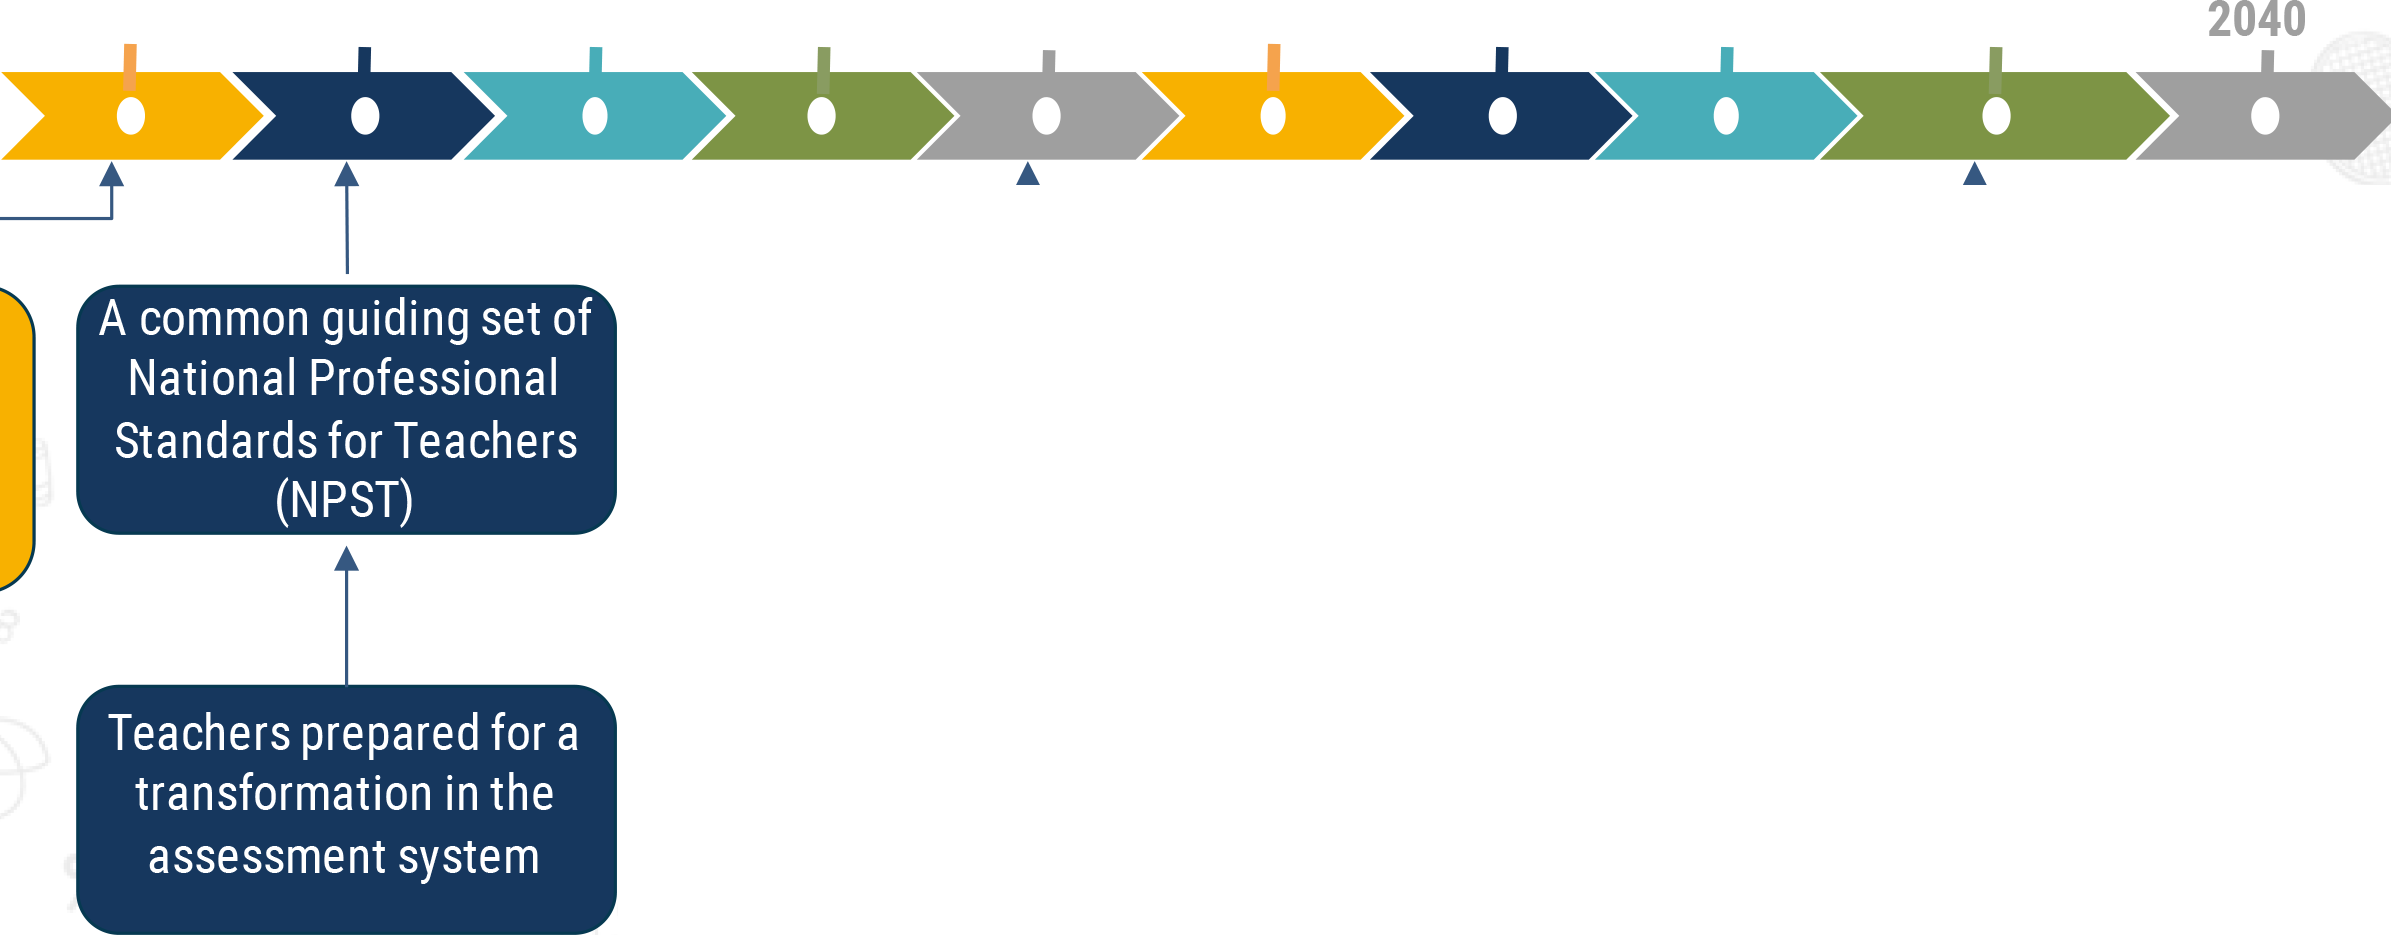 2040
A common guiding set of
National Professional
Standards for Teachers
(NPST)
Teachers prepared for a
transformation in the
assessment system